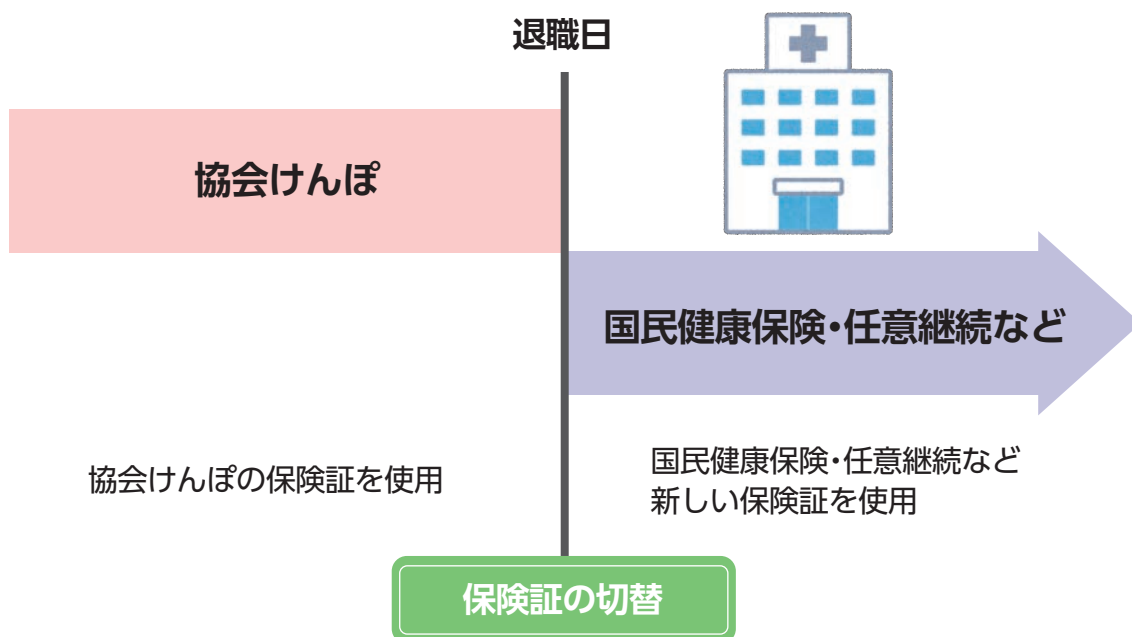 退職日
協会けんぽ
国民健康保険・任意継続など
協会けんぽの保険証を使用
国民健康保険・任意継続など
新しい保険証を使用
保険証の切替